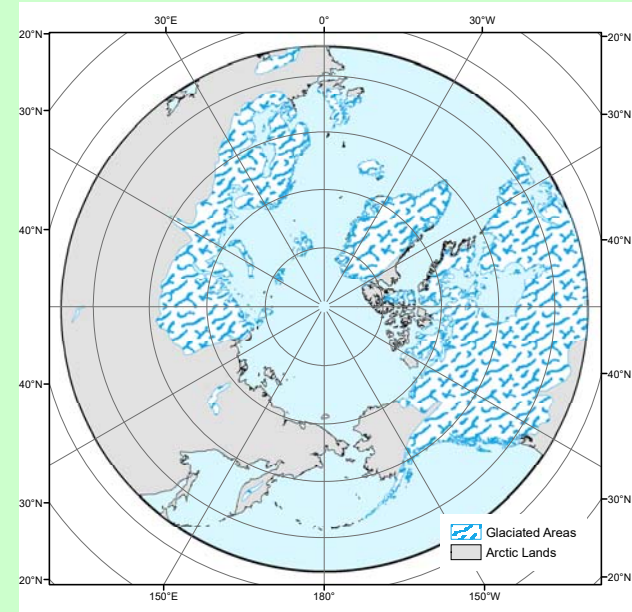 30°E 0° 30°W
20°N 20°N
30°N 30°N
40°N 40°N
40°N 40°N
30°N 30°N
Glaciated Areas
Arctic Lands
20°N 20°N
150°E 180° 150°W